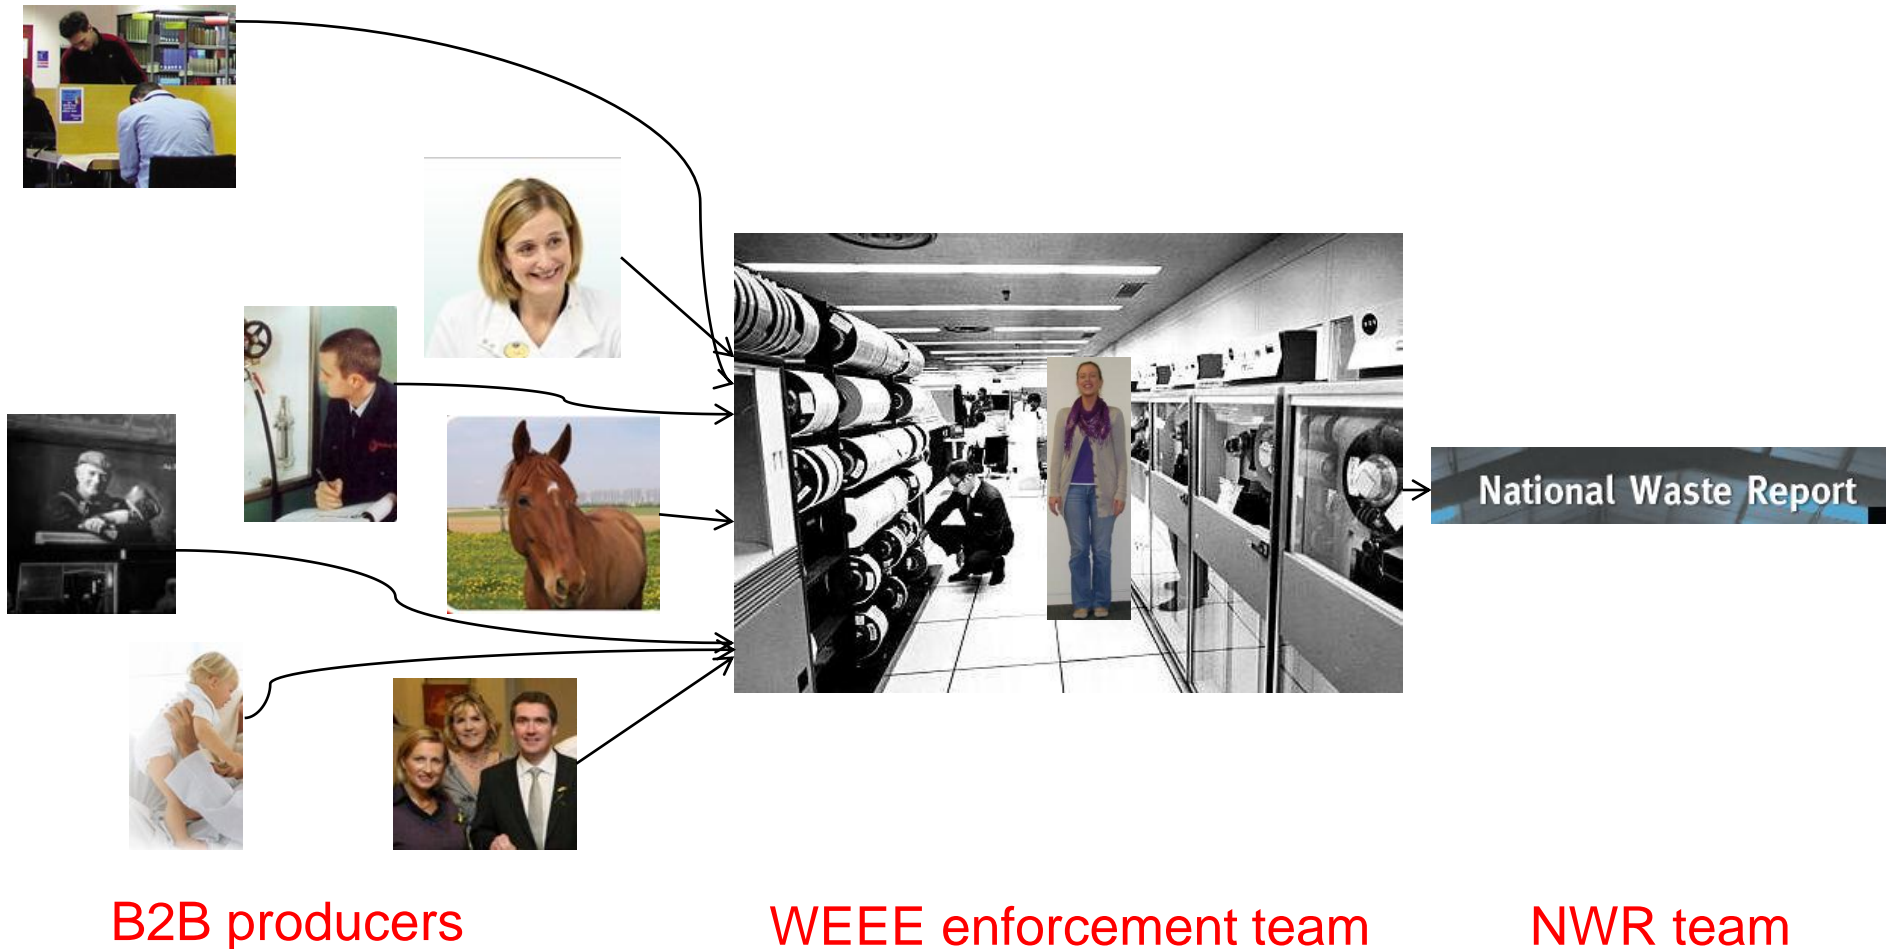 National Waste Report
B2B producers
WEEE enforcement team
NWR team